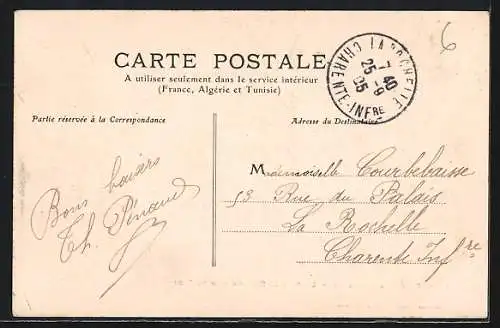 6
CARTE POSTALE
A utiliser seulement dans le service intérieur
(France, Algérie et Tunisie)
LA ROCHELLE
7 40
25 -9
05
CHARENTE-INFRE
Partie réservée à la Correspondance
Adresse du Destinataire
Bons baisers
Th. Pinaud
Mademoiselle Courbebaisse
53 Rue du Palais
La Rochelle
Charente Infre